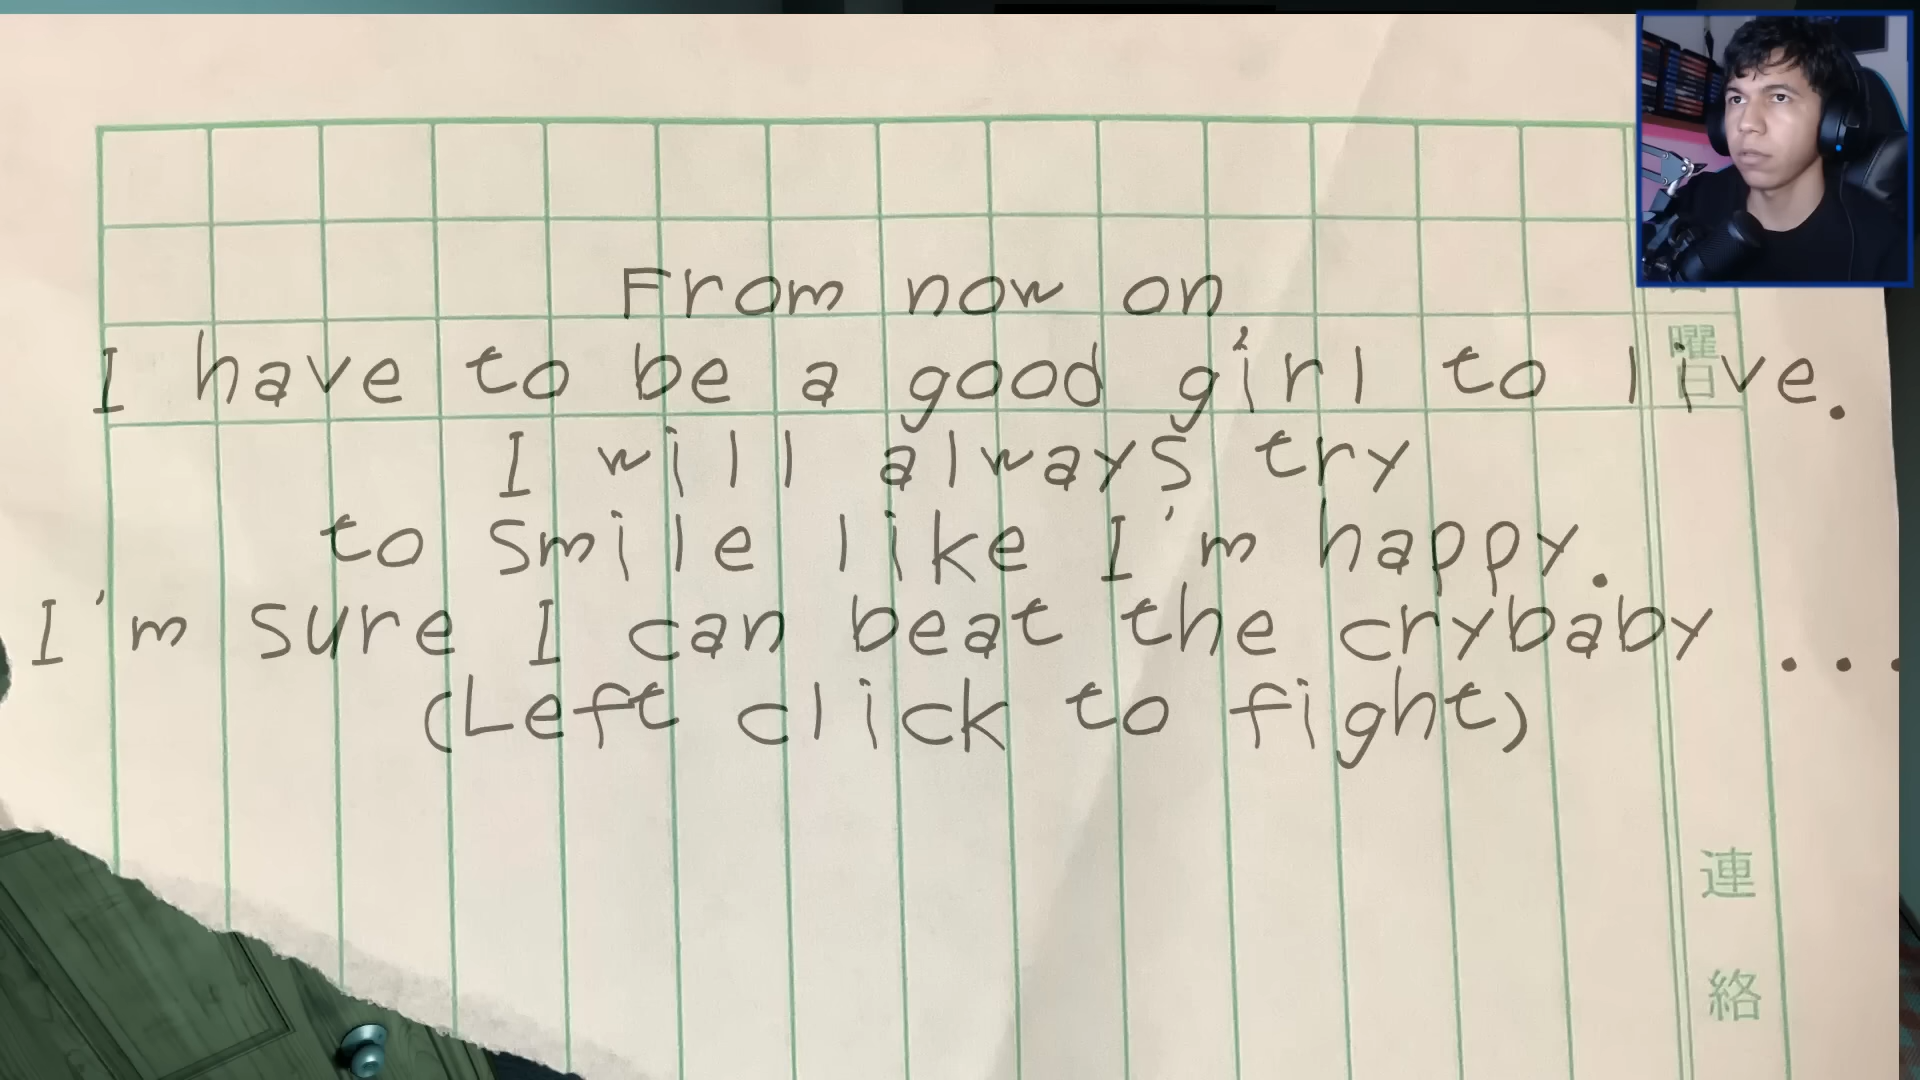 From now on
I have to be a good girl to live.
I will always try
to smile like I'm happy.
I'm sure I can beat the crybaby...
(Left click to fight)
曜日
連絡